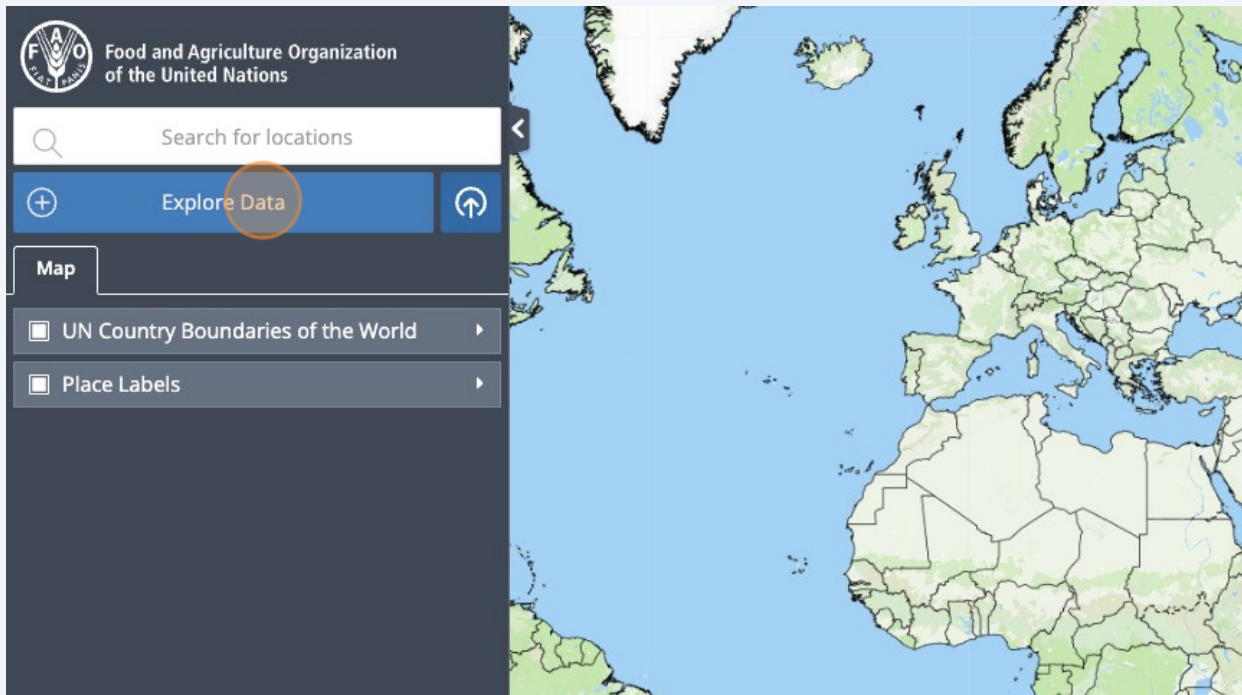 FAO
FIAT PANIS
Food and Agriculture Organization
of the United Nations
Search for locations
Explore Data
Map
UN Country Boundaries of the World
Place Labels